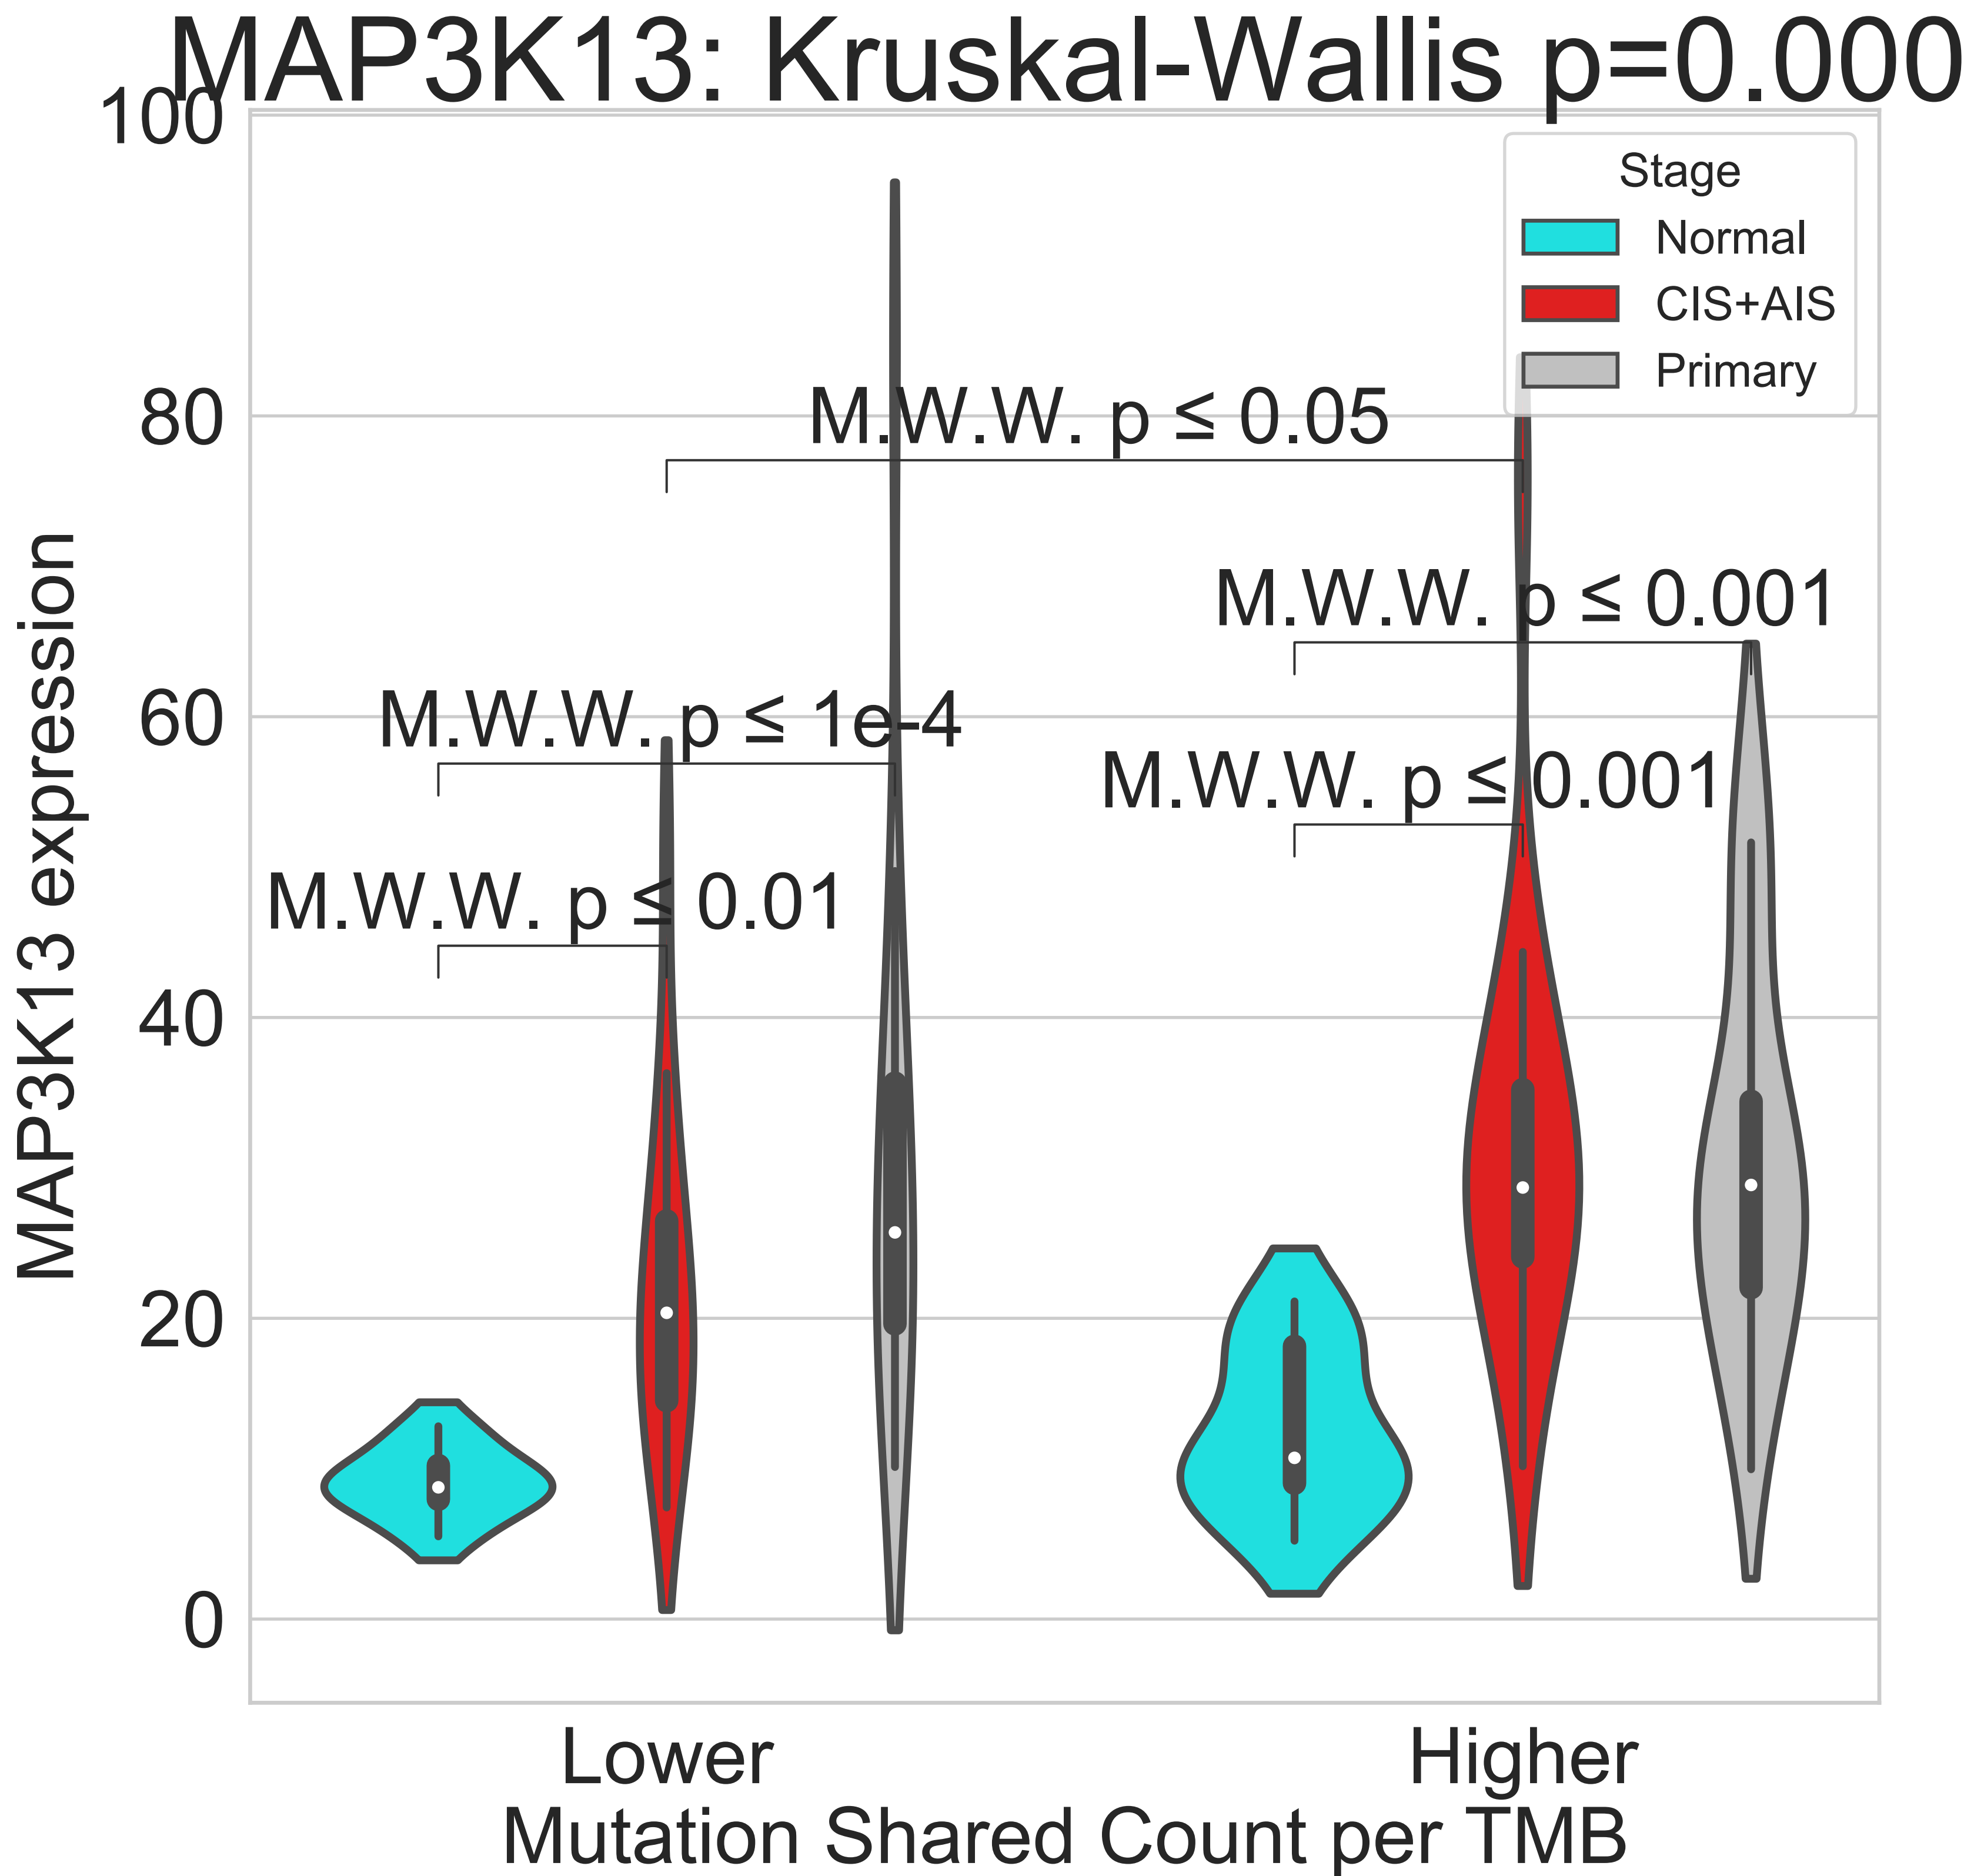 MAP3K13: Kruskal-Wallis p=0.000
100
80
60
40
20
0
MAP3K13 expression
Stage
Normal
CIS+AIS
Primary
M.W.W. p ≤ 0.05
M.W.W. p ≤ 0.001
M.W.W. p ≤ 1e-4
M.W.W. p ≤ 0.001
M.W.W. p ≤ 0.01
Lower
Higher
Mutation Shared Count per TMB